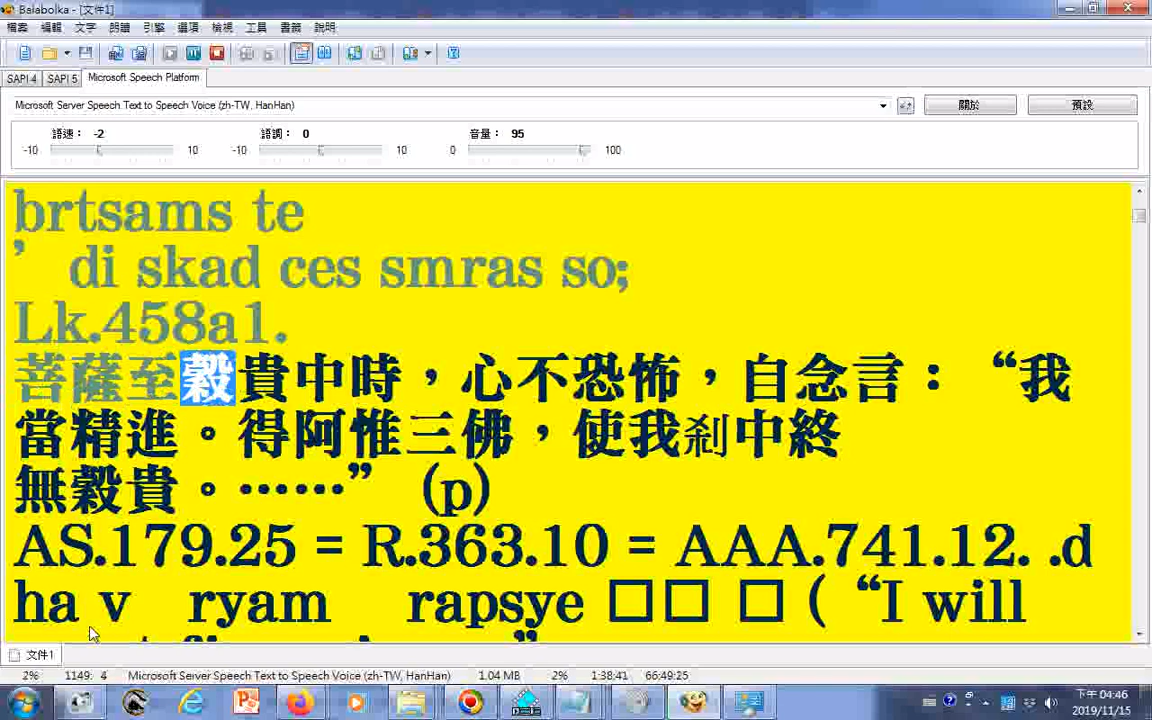 Balabolka - [文件1]
檔案 編輯 文字 朗讀 引擎 選項 檢視 工具 書籤 說明
SAPI 4 SAPI 5 Microsoft Speech Platform
Microsoft Server Speech Text to Speech Voice (zh-TW, HanHan) 關於 預設
語速： -2 語調： 0 音量： 95
-10 10 -10 10 0 100
brtsams te
’ di skad ces smras so;
Lk.458a1.
菩薩至穀貴中時，心不恐怖，自念言：“我
當精進。得阿惟三佛，使我剎中終
無穀貴。……” (p)
AS.179.25 = R.363.10 = AAA.741.12. .d
ha v ryam rapsye □□ □ ( “I will
文件1
2% 1149: 4 Microsoft Server Speech Text to Speech Voice (zh-TW, HanHan) 1.04 MB 2% 1:38:41 66:49:25
下午 04:46
2019/11/15